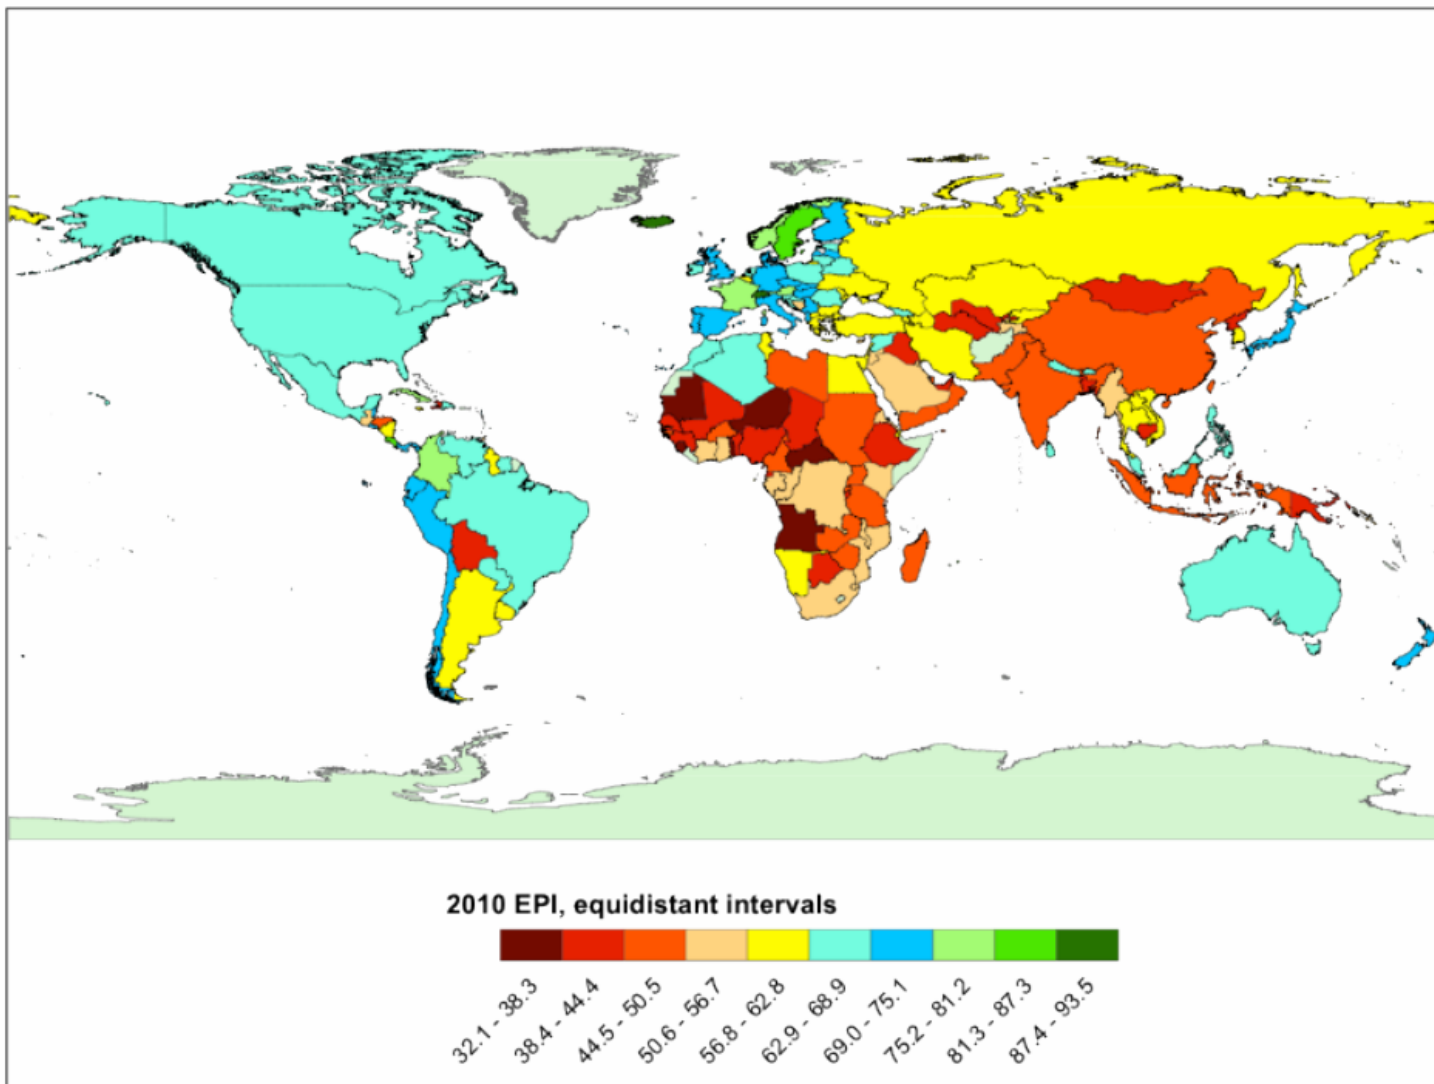 2010 EPI, equidistant intervals
32.1 - 38.3
38.4 - 44.4
44.5 - 50.5
50.6 - 56.7
56.8 - 62.8
62.9 - 68.9
69.0 - 75.1
75.2 - 81.2
81.3 - 87.3
87.4 - 93.5